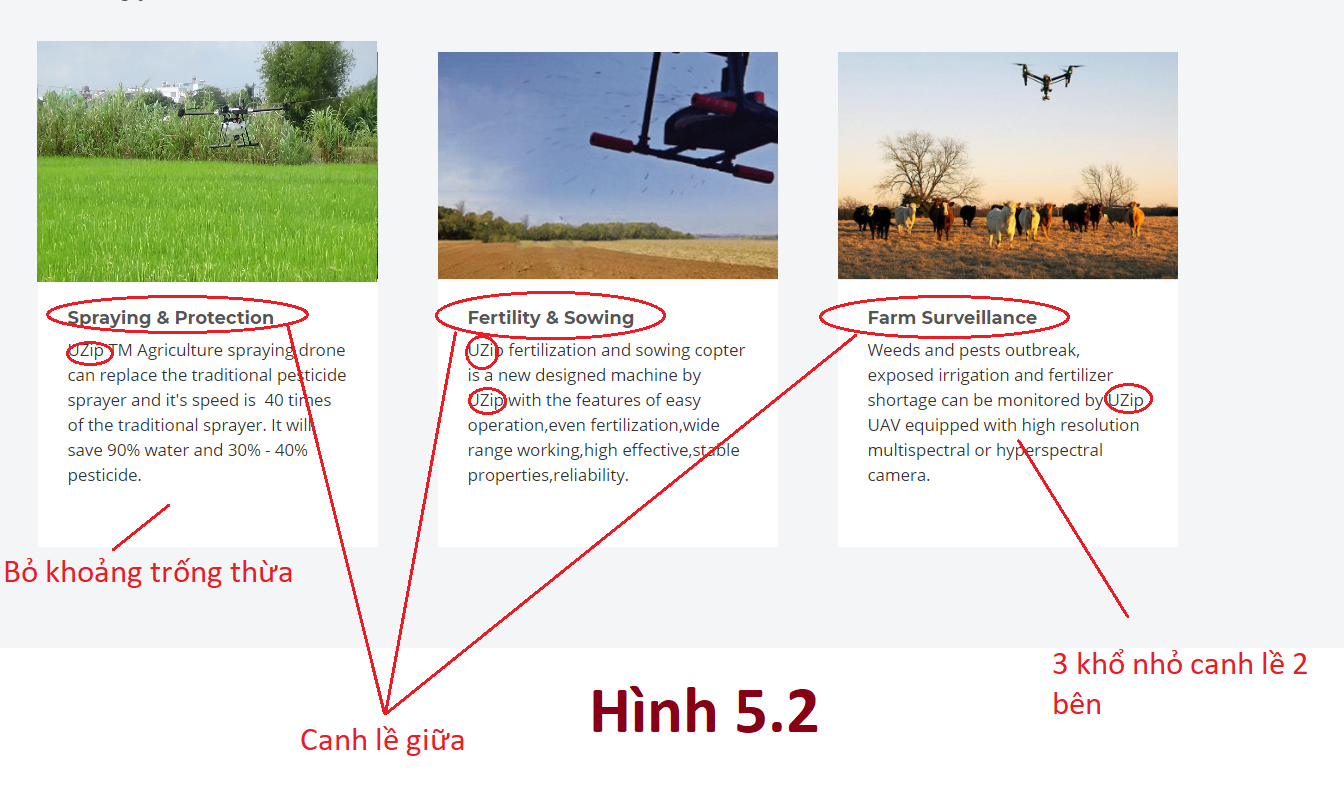 Spraying & Protection
UZip TM Agriculture spraying drone
can replace the traditional pesticide
sprayer and it's speed is  40 times
of the traditional sprayer. It will
save 90% water and 30% - 40%
pesticide.
Fertility & Sowing
UZip fertilization and sowing copter
is a new designed machine by
UZip with the features of easy
operation,even fertilization,wide
range working,high effective,stable
properties,reliability.
Farm Surveillance
Weeds and pests outbreak,
exposed irrigation and fertilizer
shortage can be monitored by UZip
UAV equipped with high resolution
multispectral or hyperspectral
camera.
Bỏ khoảng trống thừa
Canh lề giữa
Hình 5.2
3 khổ nhỏ canh lề 2
bên